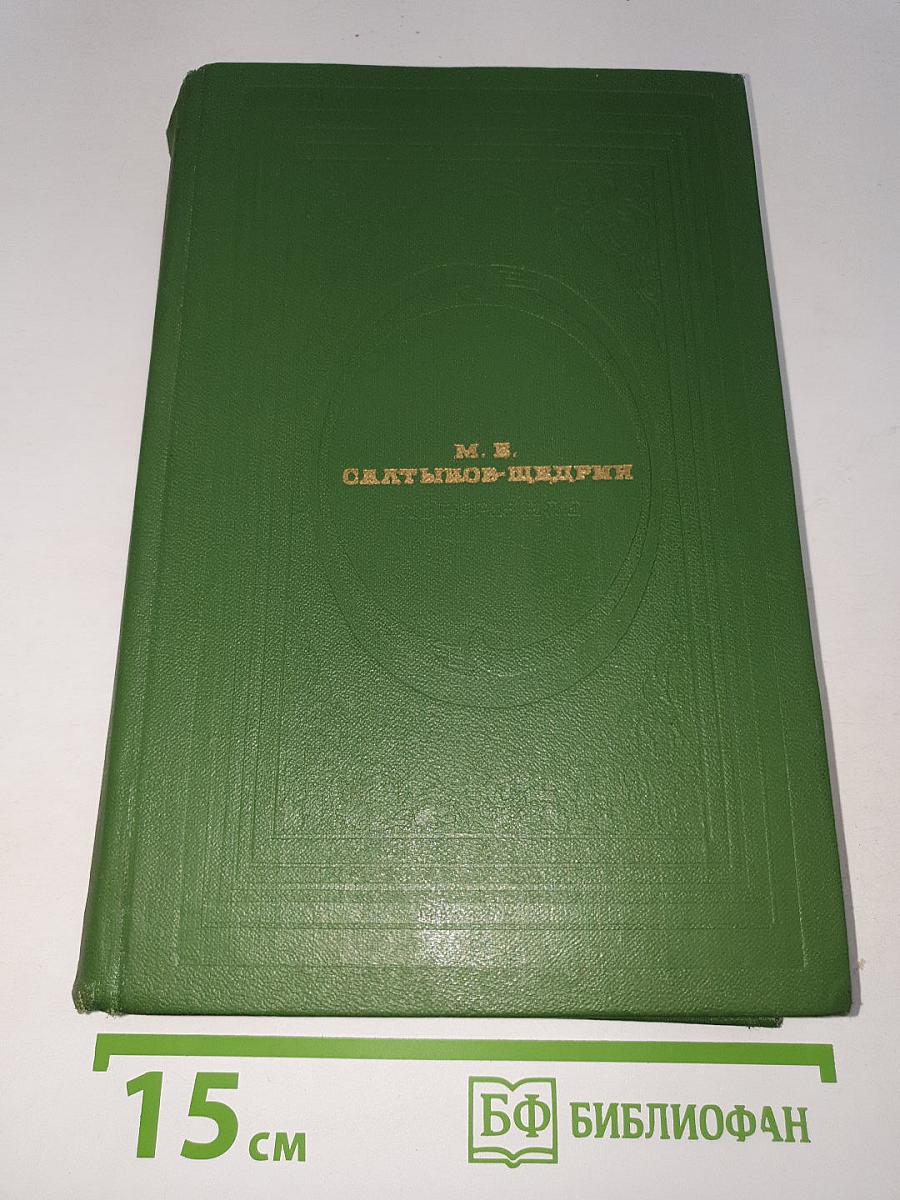 М. Е.
САЛТЫКОВ-ЩЕДРИН
15 см
БФ БИБЛИОФАН